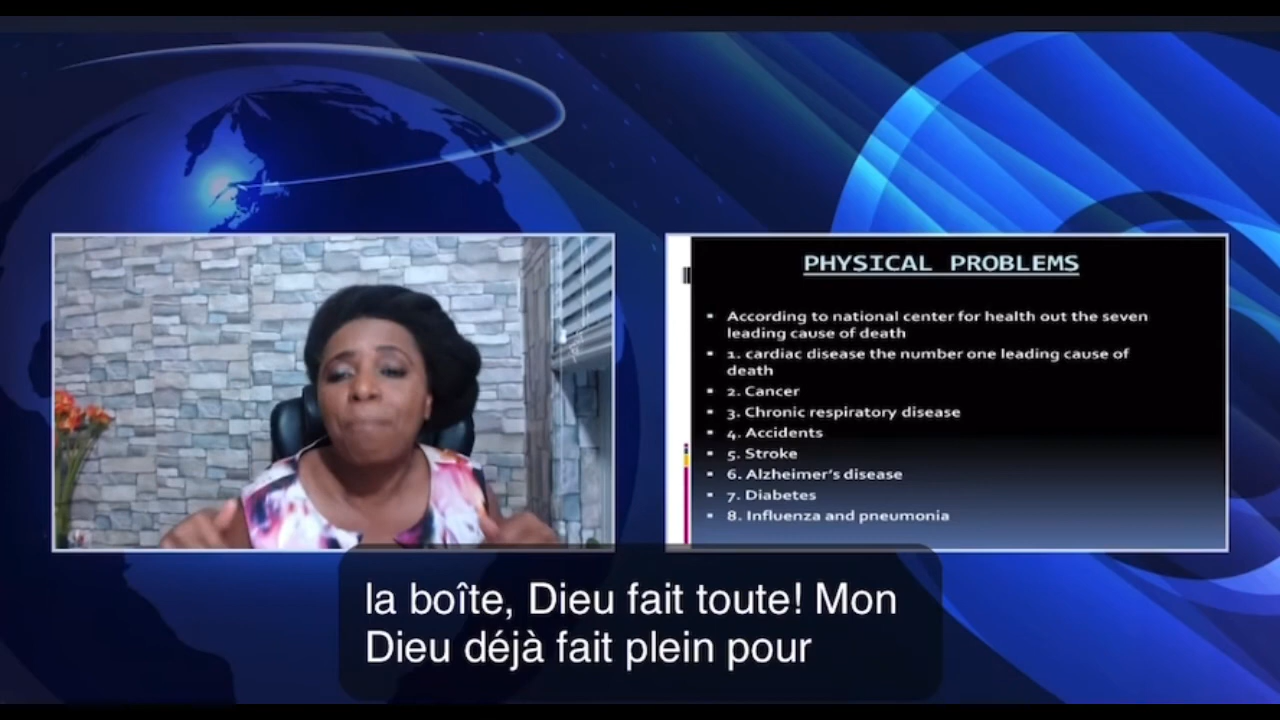 PHYSICAL PROBLEMS
▪ According to national center for health out the seven
leading cause of death
▪ 1. cardiac disease the number one leading cause of
death
▪ 2. Cancer
▪ 3. Chronic respiratory disease
▪ 4. Accidents
▪ 5. Stroke
▪ 6. Alzheimer's disease
▪ 7. Diabetes
▪ 8. Influenza and pneumonia
la boîte, Dieu fait toute! Mon
Dieu déjà fait plein pour